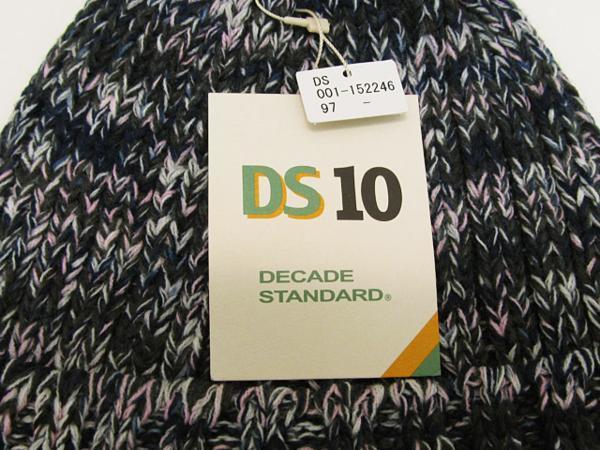 DS
001-152246
97 -
DS 10
DECADE
STANDARD®